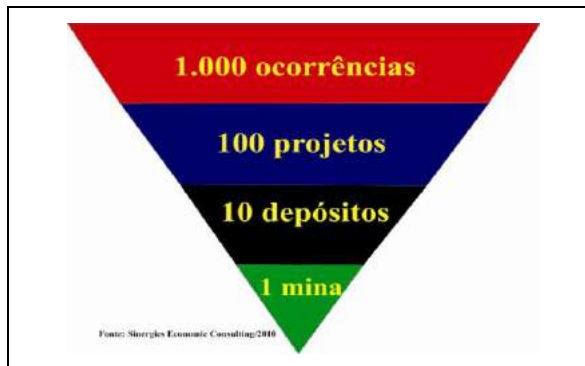 1.000 ocorrências
100 projetos
10 depósitos
1 mina
Fonte: Sinergies Economic Consulting/2010